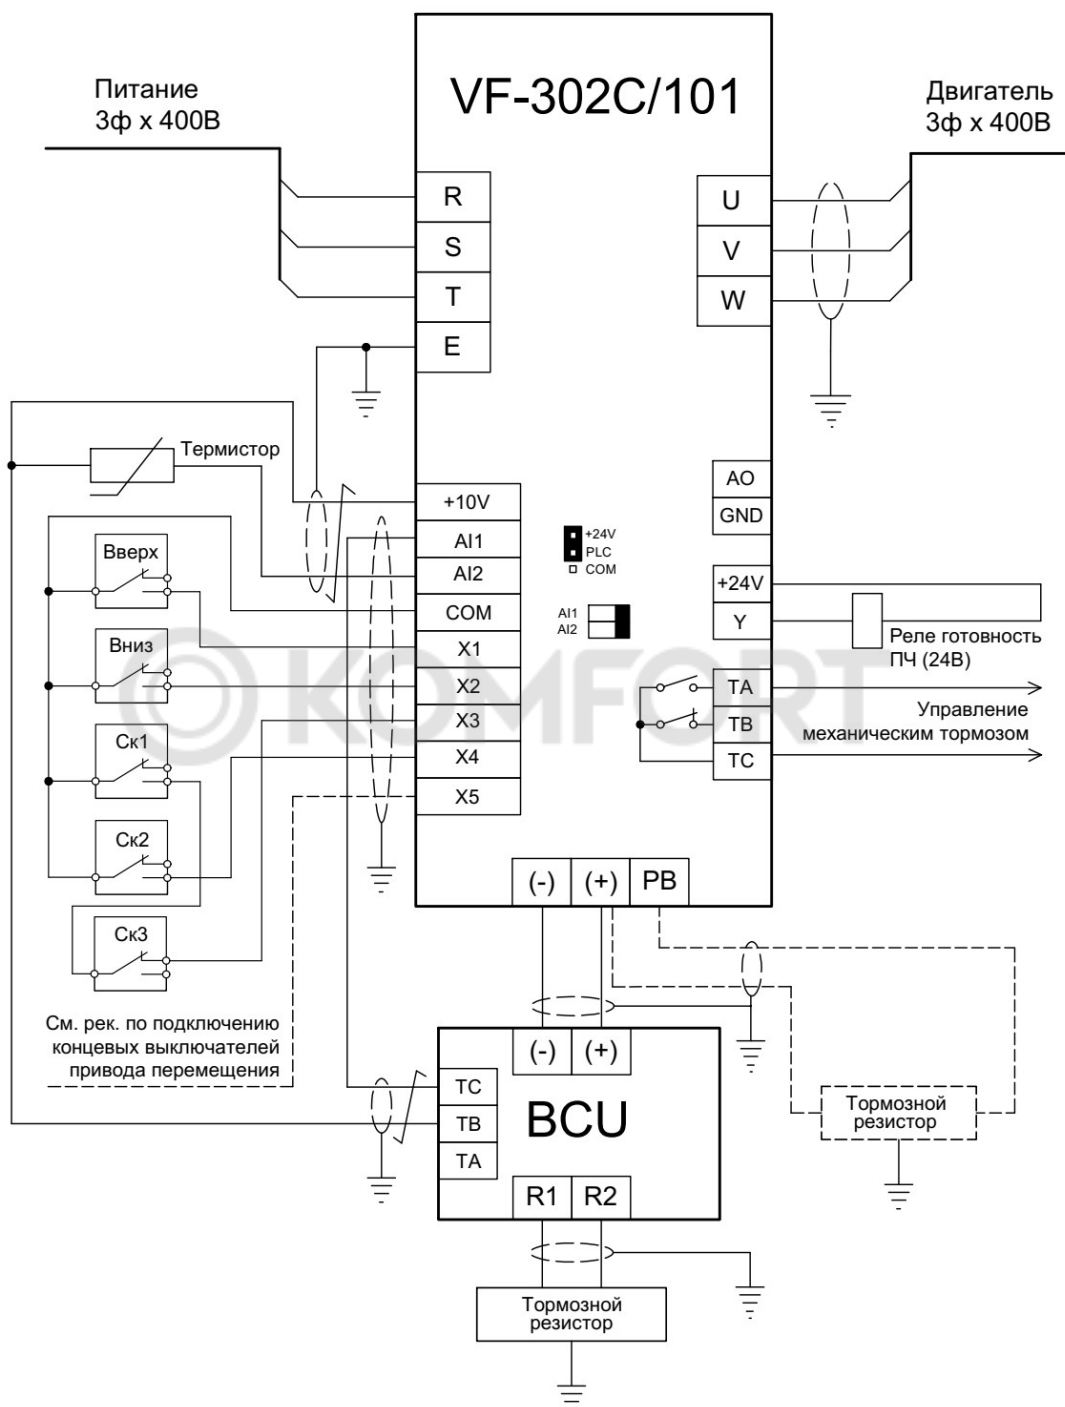 VF-302C/101
Питание
3ф x 400В
Двигатель
3ф x 400В
R
S
T
E
U
V
W
Термистор
+10V
AI1
AI2
COM
X1
X2
X3
X4
X5
Вверх
Вниз
Ск1
Ск2
Ск3
+24V
PLC
COM
AI1
AI2
AO
GND
+24V
Y
Реле готовность
ПЧ (24В)
TA
TB
TC
Управление
механическим тормозом
KOMFORT
(-)
(+)
PB
См. рек. по подключению
концевых выключателей
привода перемещения
(-)
(+)
TC
TB
TA
BCU
R1
R2
Тормозной
резистор
Тормозной
резистор